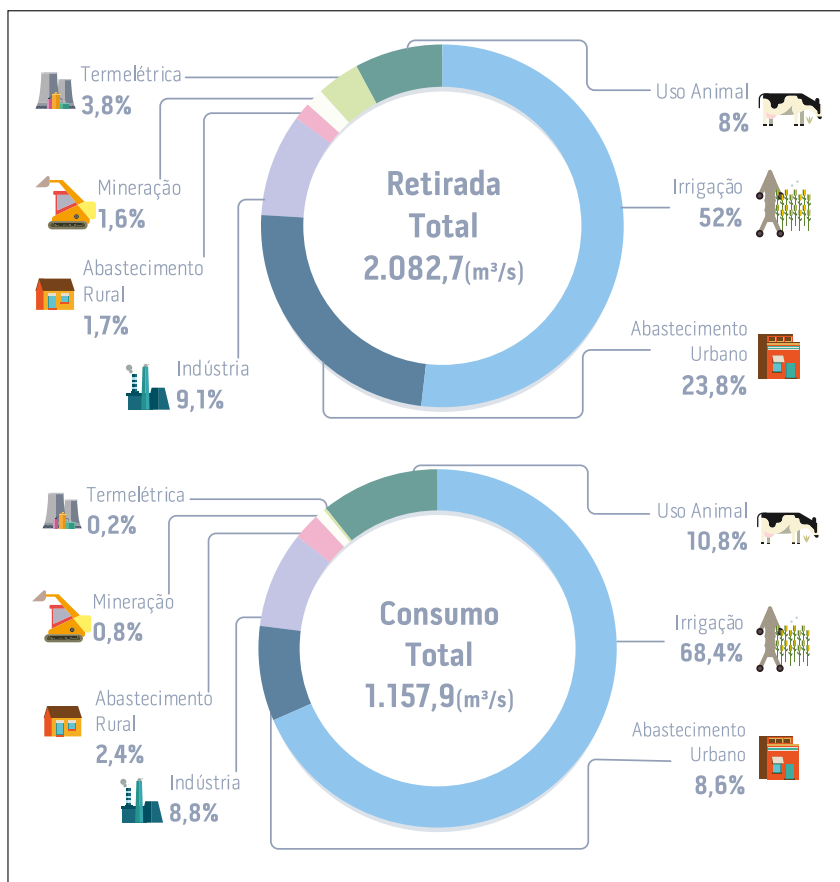 Retirada
Total
2.082,7(m³/s)
Termelétrica
3,8%
Mineração
1,6%
Abastecimento
Rural
1,7%
Indústria
9,1%
Uso Animal
8%
Irrigação
52%
Abastecimento
Urbano
23,8%
Consumo
Total
1.157,9(m³/s)
Termelétrica
0,2%
Mineração
0,8%
Abastecimento
Rural
2,4%
Indústria
8,8%
Uso Animal
10,8%
Irrigação
68,4%
Abastecimento
Urbano
8,6%